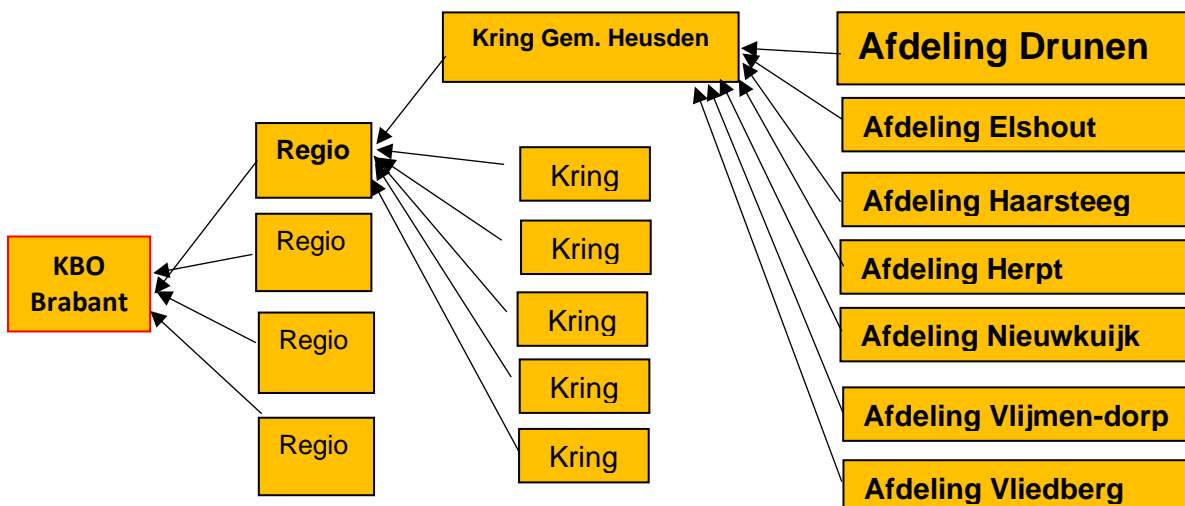 Kring Gem. Heusden
Afdeling Drunen
Afdeling Elshout
Regio
Kring
Afdeling Haarsteeg
Regio
Kring
KBO
Brabant
Afdeling Herpt
Kring
Regio
Afdeling Nieuwkuijk
Kring
Afdeling Vlijmen-dorp
Regio
Kring
Afdeling Vliedberg